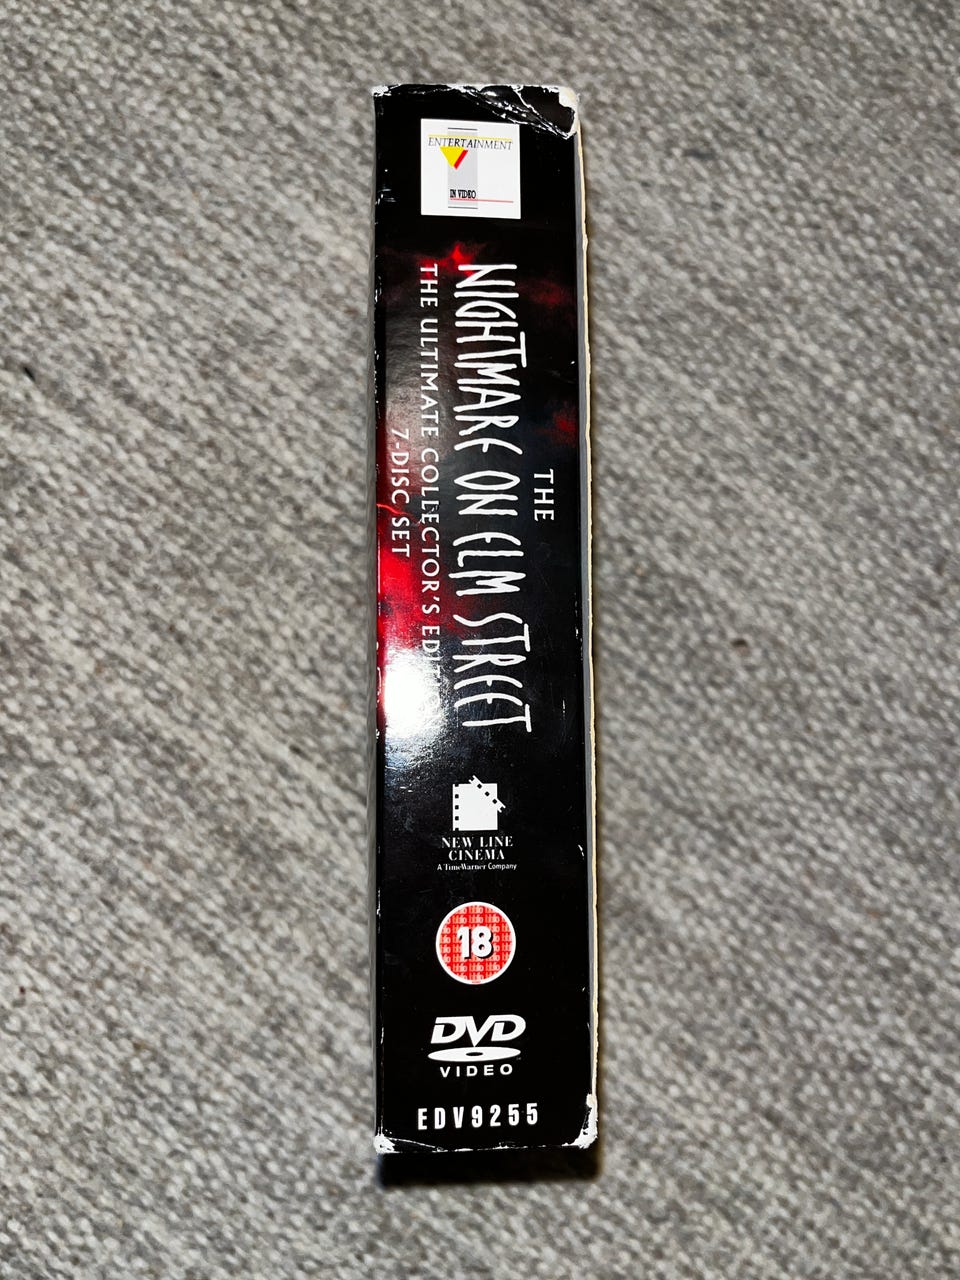 ENTERTAINMENT
IN VIDEO
THE
NIGHTMARE ON ELM STREET
THE ULTIMATE COLLECTOR'S
7-DISC SET
NEW LINE
CINEMA
A TimeWarner Company
18
DVD
VIDEO
EDV9255